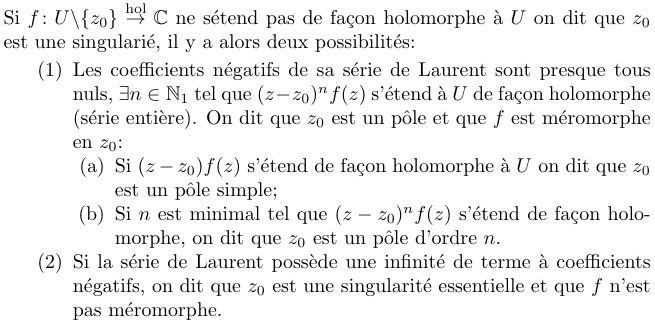 Si $f\colon U\backslash\{z_0\} \overset{\text{hol}}{\to} \mathbb{C}$ ne sétend pas de façon holomorphe à $U$ on dit que $z_0$
est une singularié, il y a alors deux possibilités:
(1) Les coefficients négatifs de sa série de Laurent sont presque tous
nuls, $\exists n \in \mathbb{N}_1$ tel que $(z-z_0)^n f(z)$ s'étend à $U$ de façon holomorphe
(série entière). On dit que $z_0$ est un pôle et que $f$ est méromorphe
en $z_0$:
(a) Si $(z - z_0)f(z)$ s'étend de façon holomorphe à $U$ on dit que $z_0$
est un pôle simple;
(b) Si $n$ est minimal tel que $(z - z_0)^n f(z)$ s'étend de façon holo-
morphe, on dit que $z_0$ est un pôle d'ordre $n$.
(2) Si la série de Laurent possède une infinité de terme à coefficients
négatifs, on dit que $z_0$ est une singularité essentielle et que $f$ n'est
pas méromorphe.